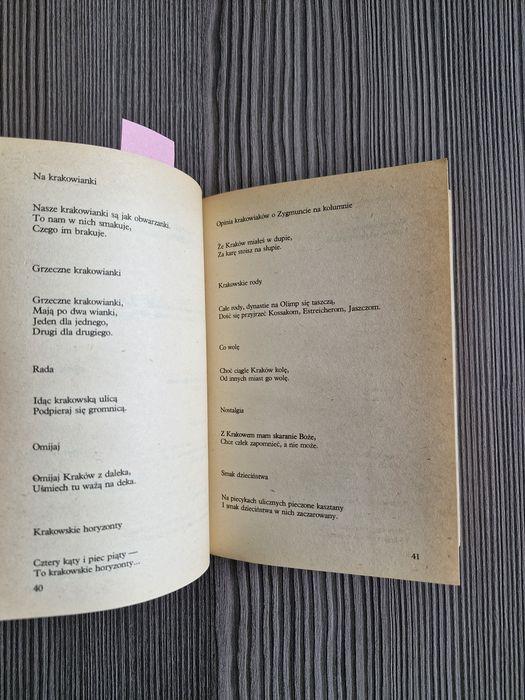 Na krakowianki
Nasze krakowianki są jak obwarzanki.
To nam w nich smakuje,
Czego im brakuje.
Grzeczne krakowianki
Grzeczne krakowianki,
Mają po dwa wianki,
Jeden dla jednego,
Drugi dla drugiego.
Rada
Idąc krakowską ulicą
Podpieraj się gromnicą.
Omijaj
Omijaj Kraków z daleka,
Uśmiech tu ważą na deka.
Krakowskie horyzonty
Cztery kąty i piec piąty —
To krakowskie horyzonty...
40
Opinia krakowiaków o Zygmuncie na kolumnie
Że Kraków miałeś w dupie,
Za karę stoisz na słupie.
Krakowskie rody
Całe rody, dynastie na Olimp się taszczą,
Dość się przyjrzeć Kossakom, Estreicherom, Jaszczom.
Co wolę
Choć ciągle Kraków kolę,
Od innych miast go wolę.
Nostalgia
Z Krakowem mam skaranie Boże,
Chce człek zapomnieć, a nie może.
Smak dzieciństwa
Na piecykach ulicznych pieczone kasztany
I smak dzieciństwa w nich zaczarowany.
41